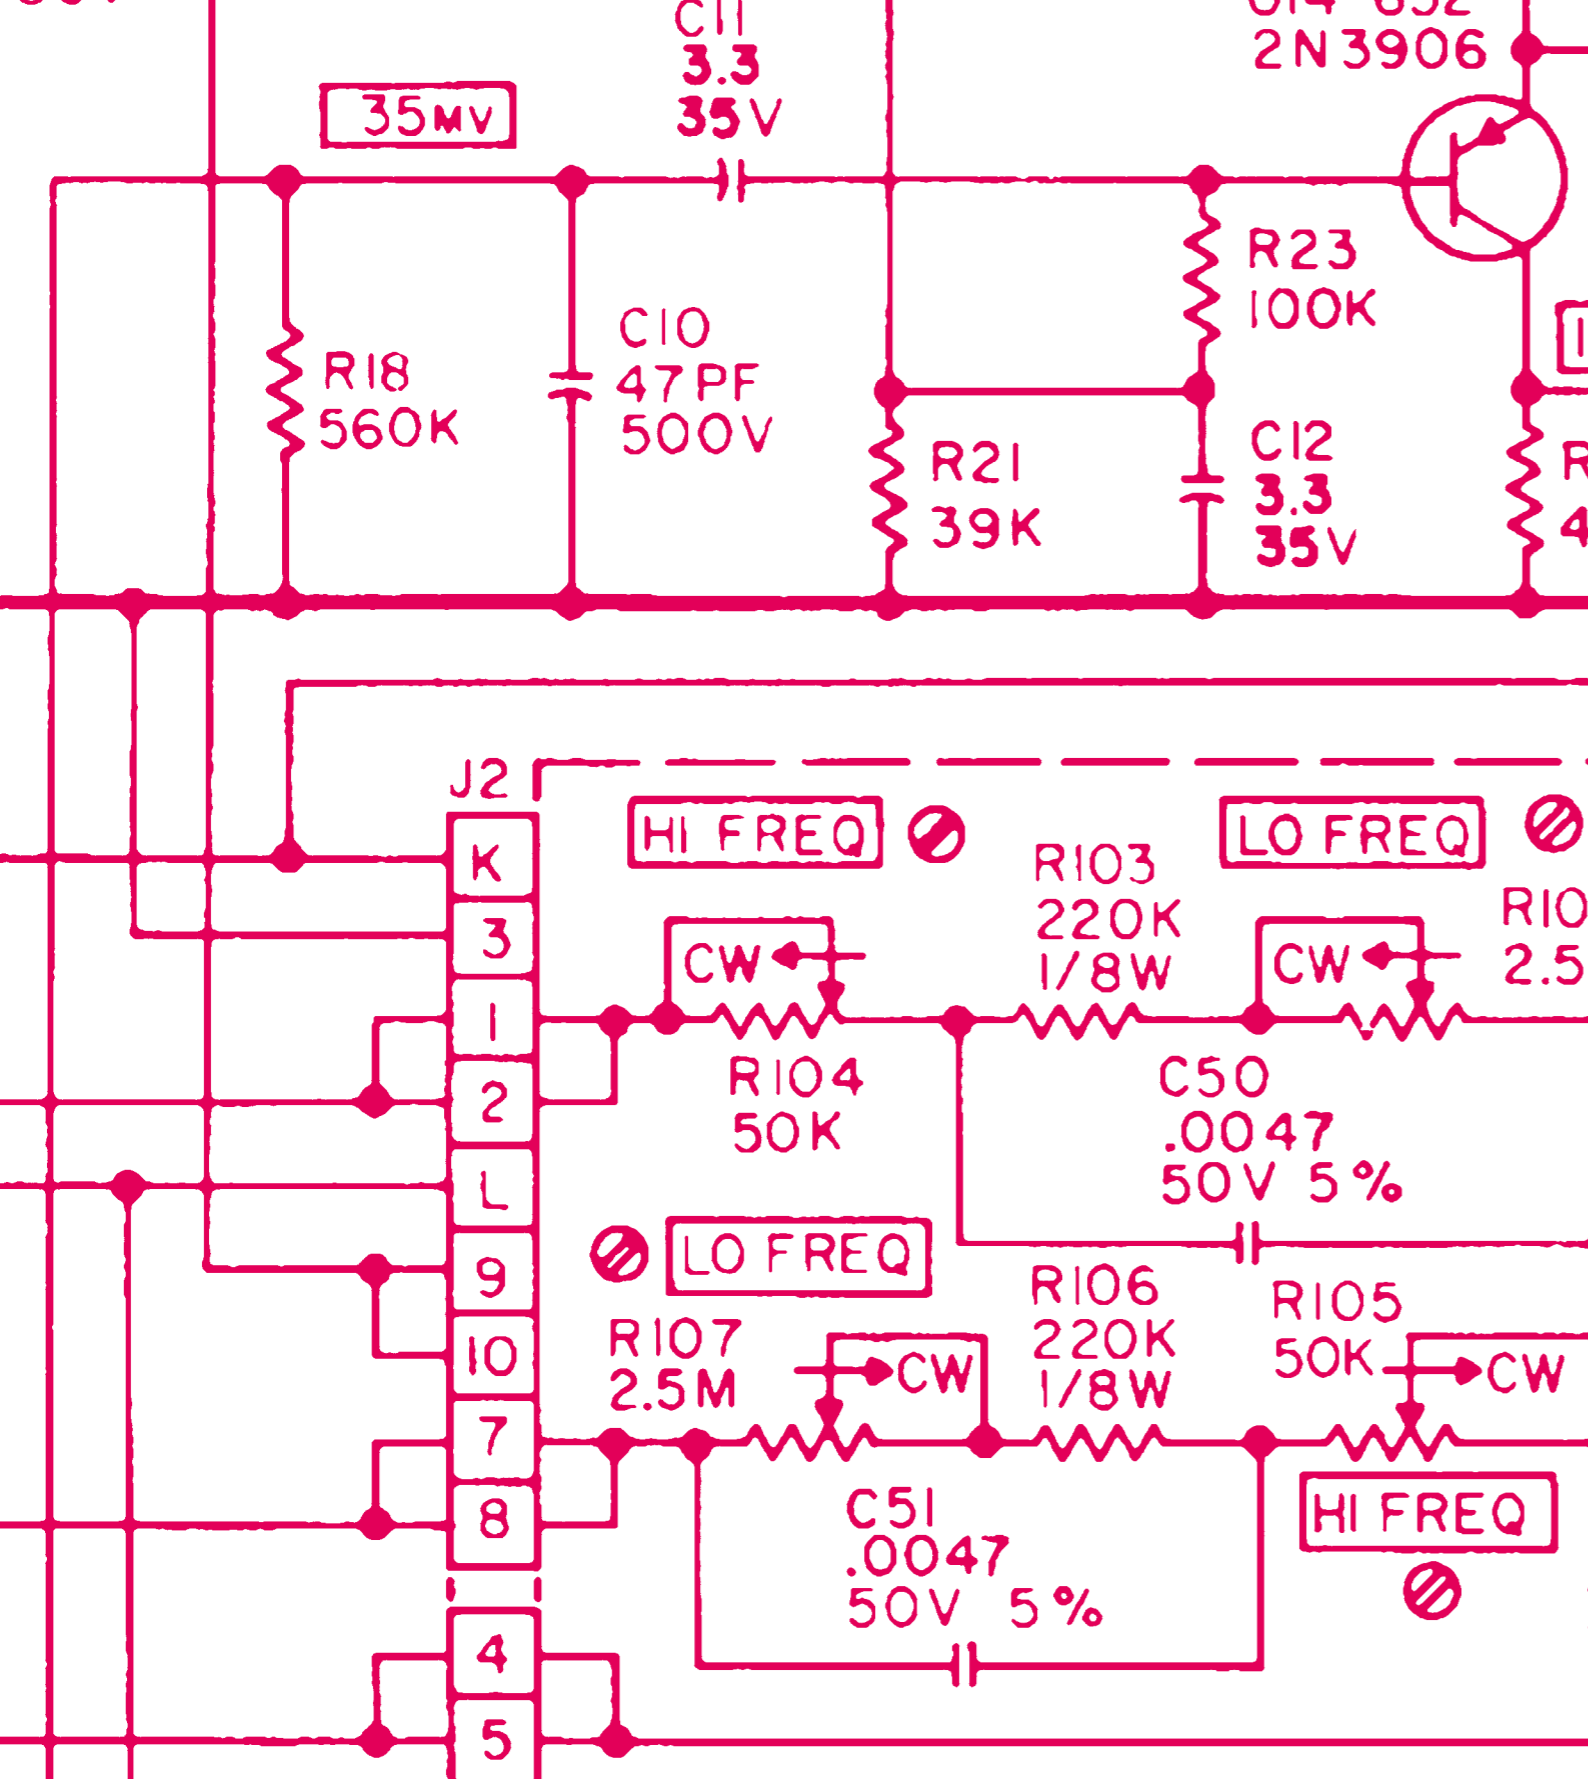 2N3906
C11
3.3
35V
35MV
R23
100K
C10
47PF
500V
R18
560K
R21
39K
C12
3.3
35V
J2
HI FREQ
LO FREQ
K
R103
220K
1/8W
R10
2.5
3
CW
CW
1
R104
50K
C50
.0047
50V 5%
2
L
LO FREQ
9
R106
220K
1/8W
R105
50K
10
R107
2.5M
CW
CW
7
8
C51
.0047
50V 5%
HI FREQ
4
5